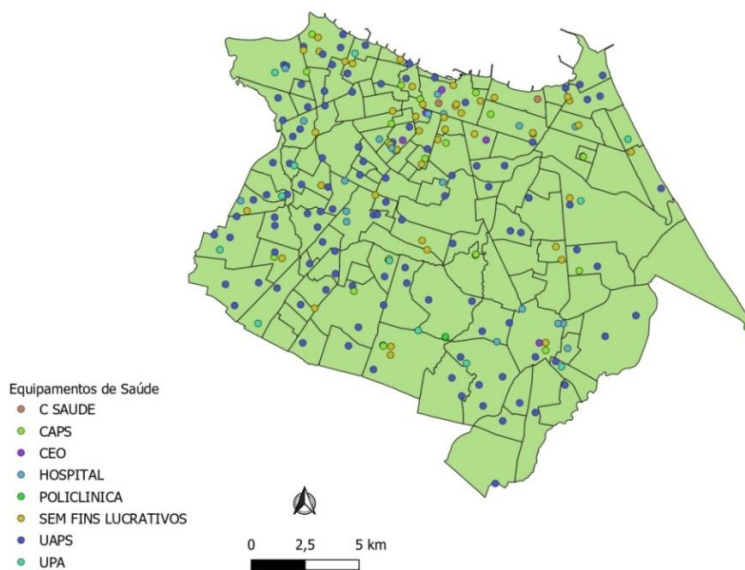 Equipamentos de Saúde
C SAUDE
CAPS
CEO
HOSPITAL
POLICLINICA
SEM FINS LUCRATIVOS
UAPS
UPA
0 2,5 5 km